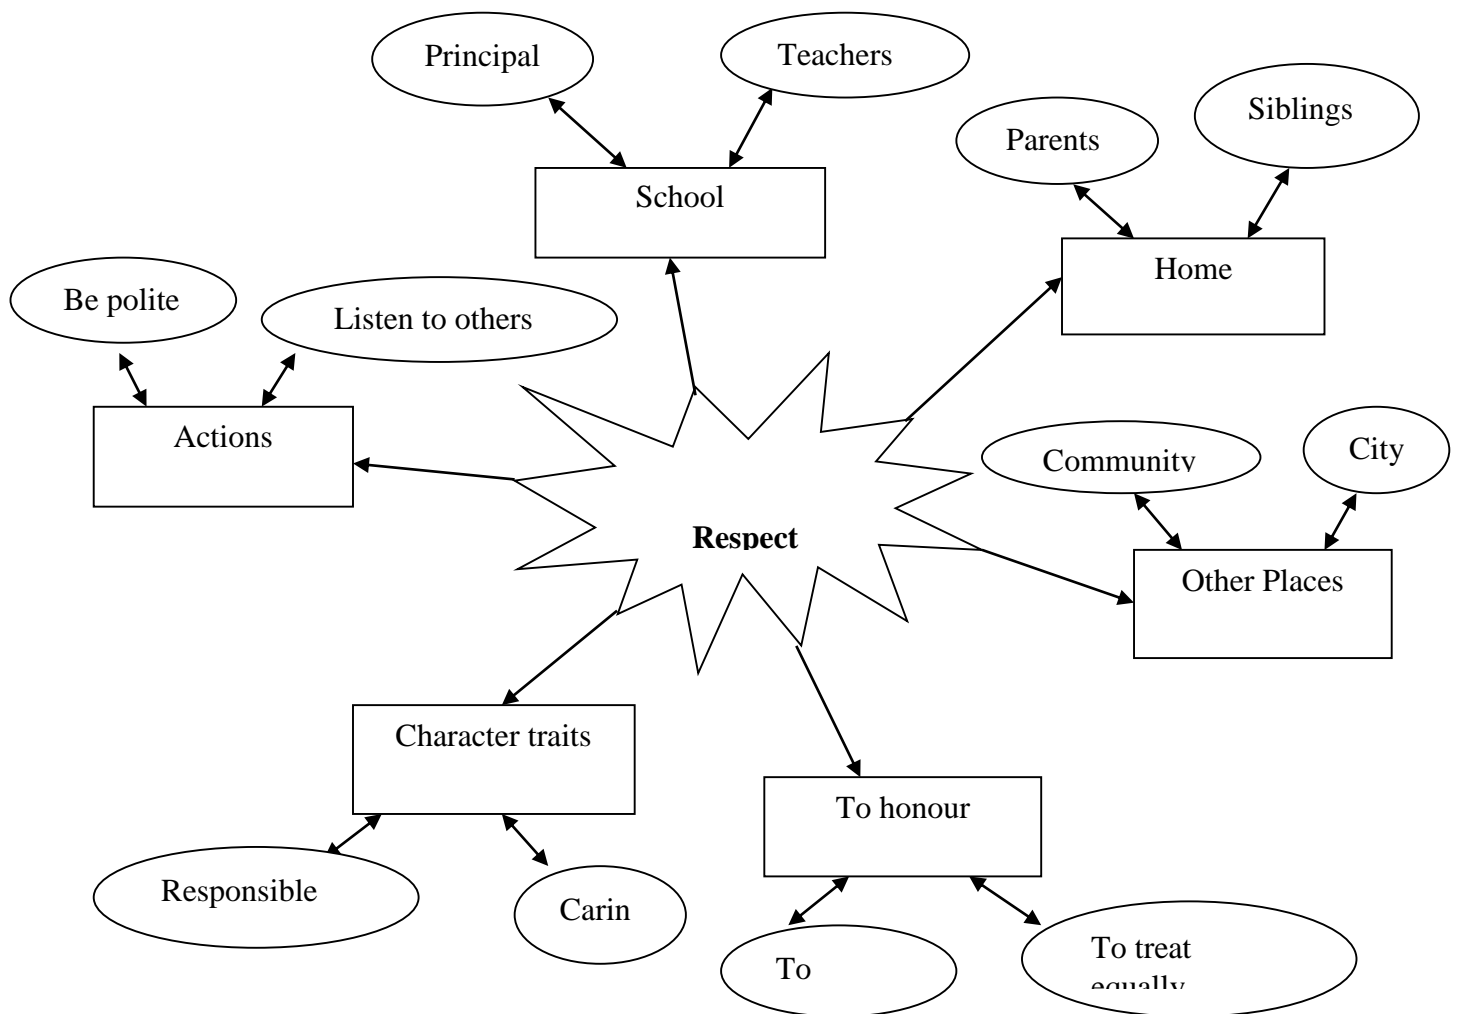 Principal
Teachers
Siblings
Parents
School
Home
Be polite
Listen to others
Actions
Community
City
Respect
Other Places
Character traits
To honour
Responsible
Carin
To
To treat
equally